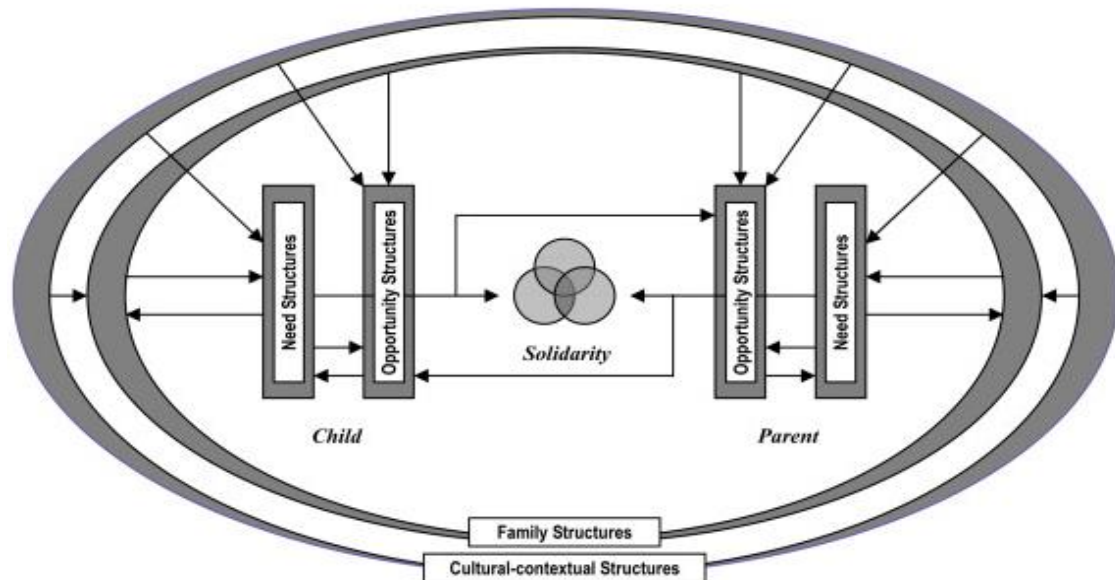 Need Structures
Opportunity Structures
Solidarity
Opportunity Structures
Need Structures
Child
Parent
Family Structures
Cultural-contextual Structures